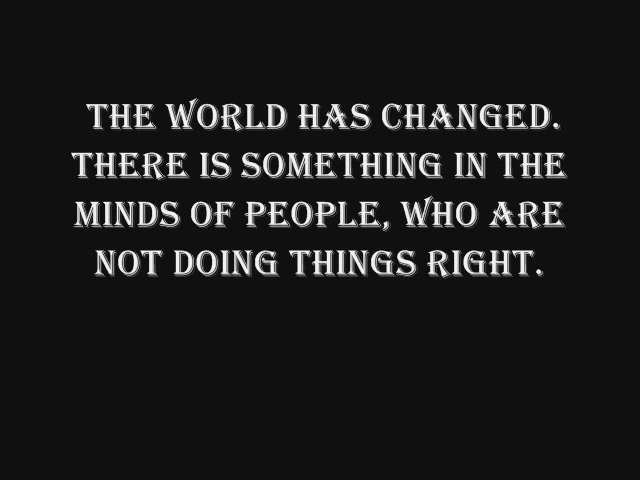 THE WORLD HAS CHANGED.
THERE IS SOMETHING IN THE
MINDS OF PEOPLE, WHO ARE
NOT DOING THINGS RIGHT.